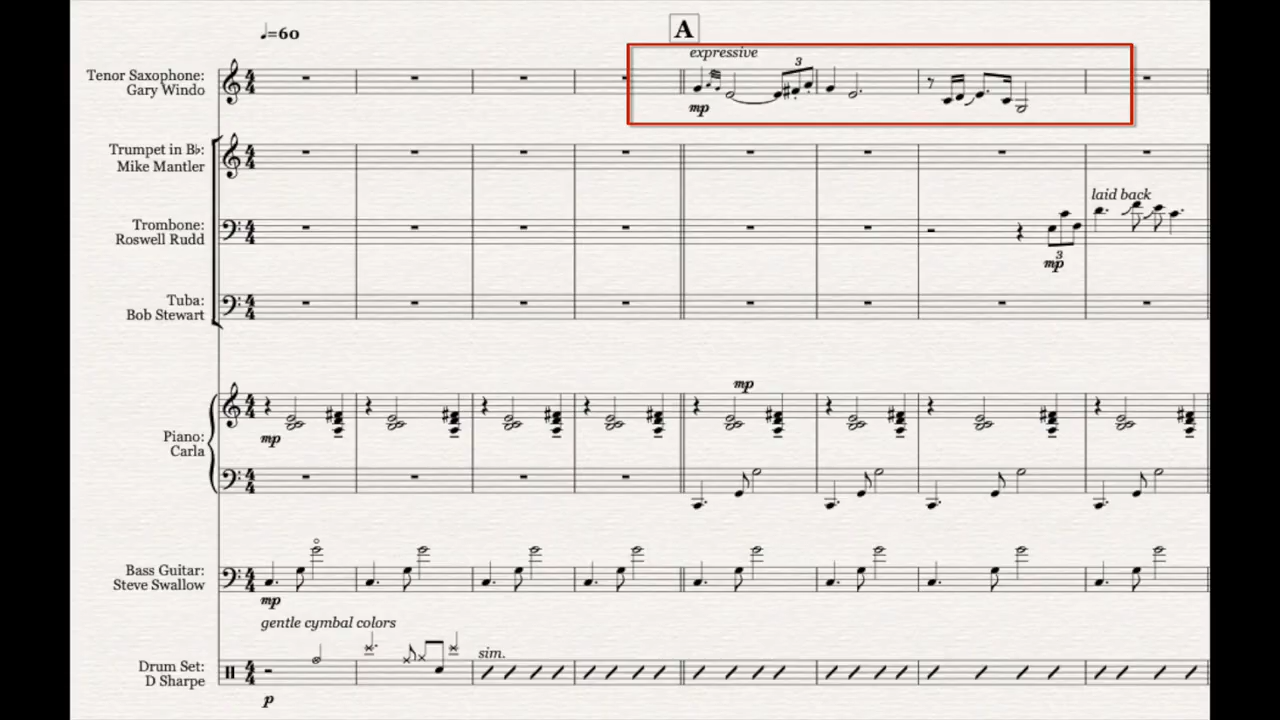 ♩=60
A
expressive
Tenor Saxophone:
Gary Windo
3
mp
Trumpet in B♭:
Mike Mantler
laid back
Trombone:
Roswell Rudd
3
mp
Tuba:
Bob Stewart
mp
mp
Piano:
Carla
Bass Guitar:
Steve Swallow
mp
gentle cymbal colors
sim.
Drum Set:
D Sharpe
p